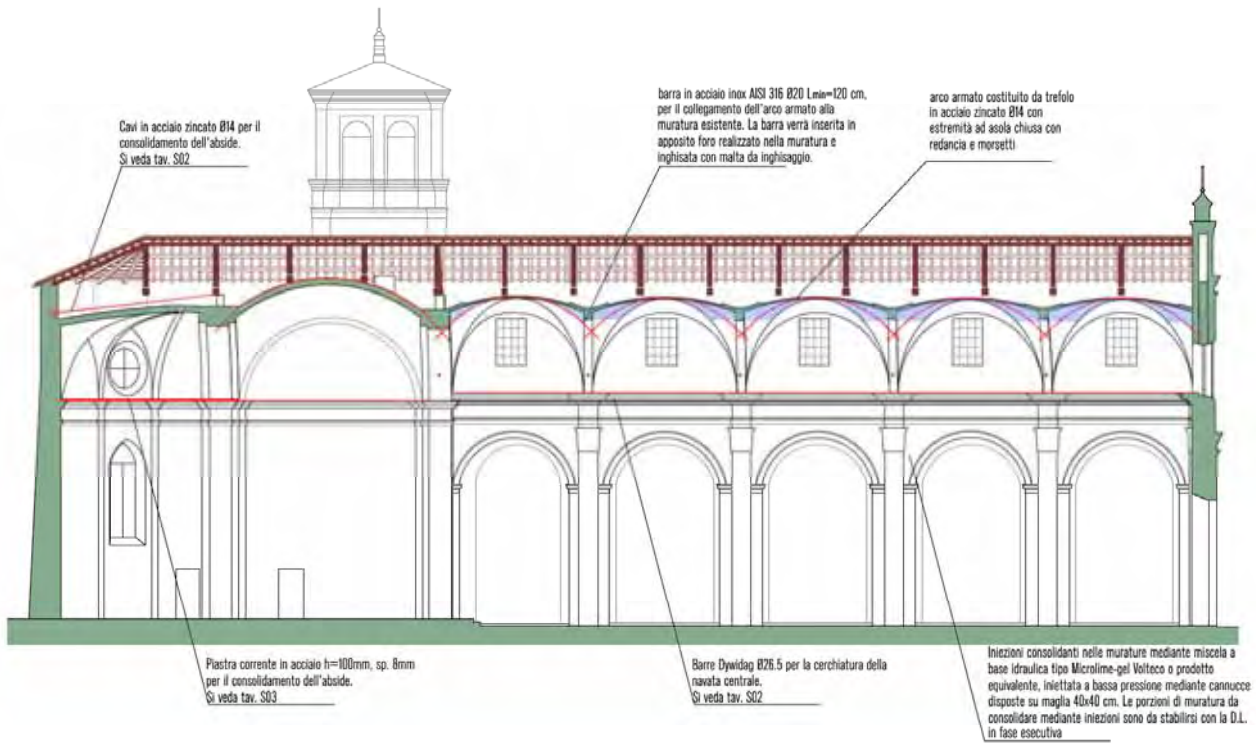 Cavi in acciaio zincato Ø14 per il
consolidamento dell'abside.
Si veda tav. S02
barra in acciaio inox AISI 316 Ø20 Lmin=120 cm,
per il collegamento dell'arco armato alla
muratura esistente. La barra verrà inserita in
apposito foro realizzato nella muratura e
inghisata con malta da inghisaggio.
arco armato costituito da trefolo
in acciaio zincato Ø14 con
estremità ad asola chiusa con
redancia e morsetti
Piastra corrente in acciaio h=100mm, sp. 8mm
per il consolidamento dell'abside.
Si veda tav. S03
Barre Dywidag Ø26.5 per la cerchiatura della
navata centrale.
Si veda tav. S02
Iniezioni consolidanti nelle murature mediante miscela a
base idraulica tipo Microlime-gel Volteco o prodotto
equivalente, iniettata a bassa pressione mediante cannucce
disposte su maglia 40x40 cm. Le porzioni di muratura da
consolidare mediante iniezioni sono da stabilirsi con la D.L.
in fase esecutiva